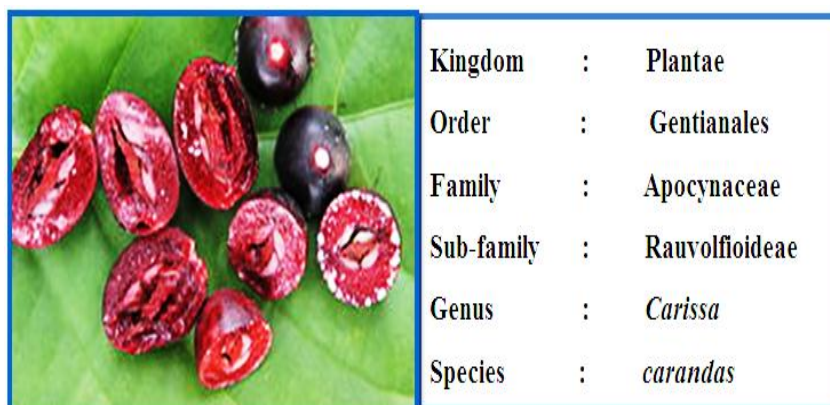 Kingdom : Plantae
Order : Gentianales
Family : Apocynaceae
Sub-family : Rauvolfioideae
Genus : Carissa
Species : carandas